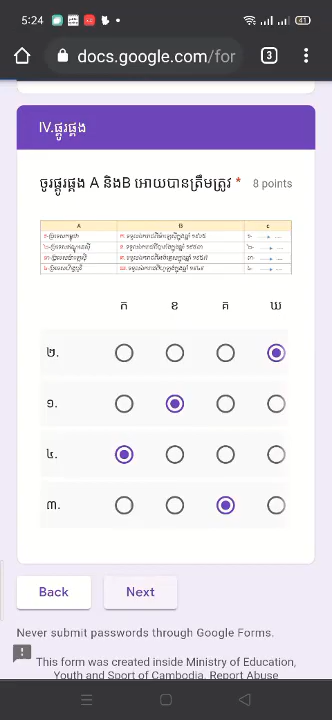 5:24
41
docs.google.com/for
3
IV.ផ្គូរផ្គង
ចូរផ្គូរផ្គង A និងB អោយបានត្រឹមត្រូវ * 8 points
A B c
ក ខ គ ឃ
២.
១.
៤.
៣.
Back Next
Never submit passwords through Google Forms.
This form was created inside Ministry of Education,
Youth and Sport of Cambodia. Report Abuse